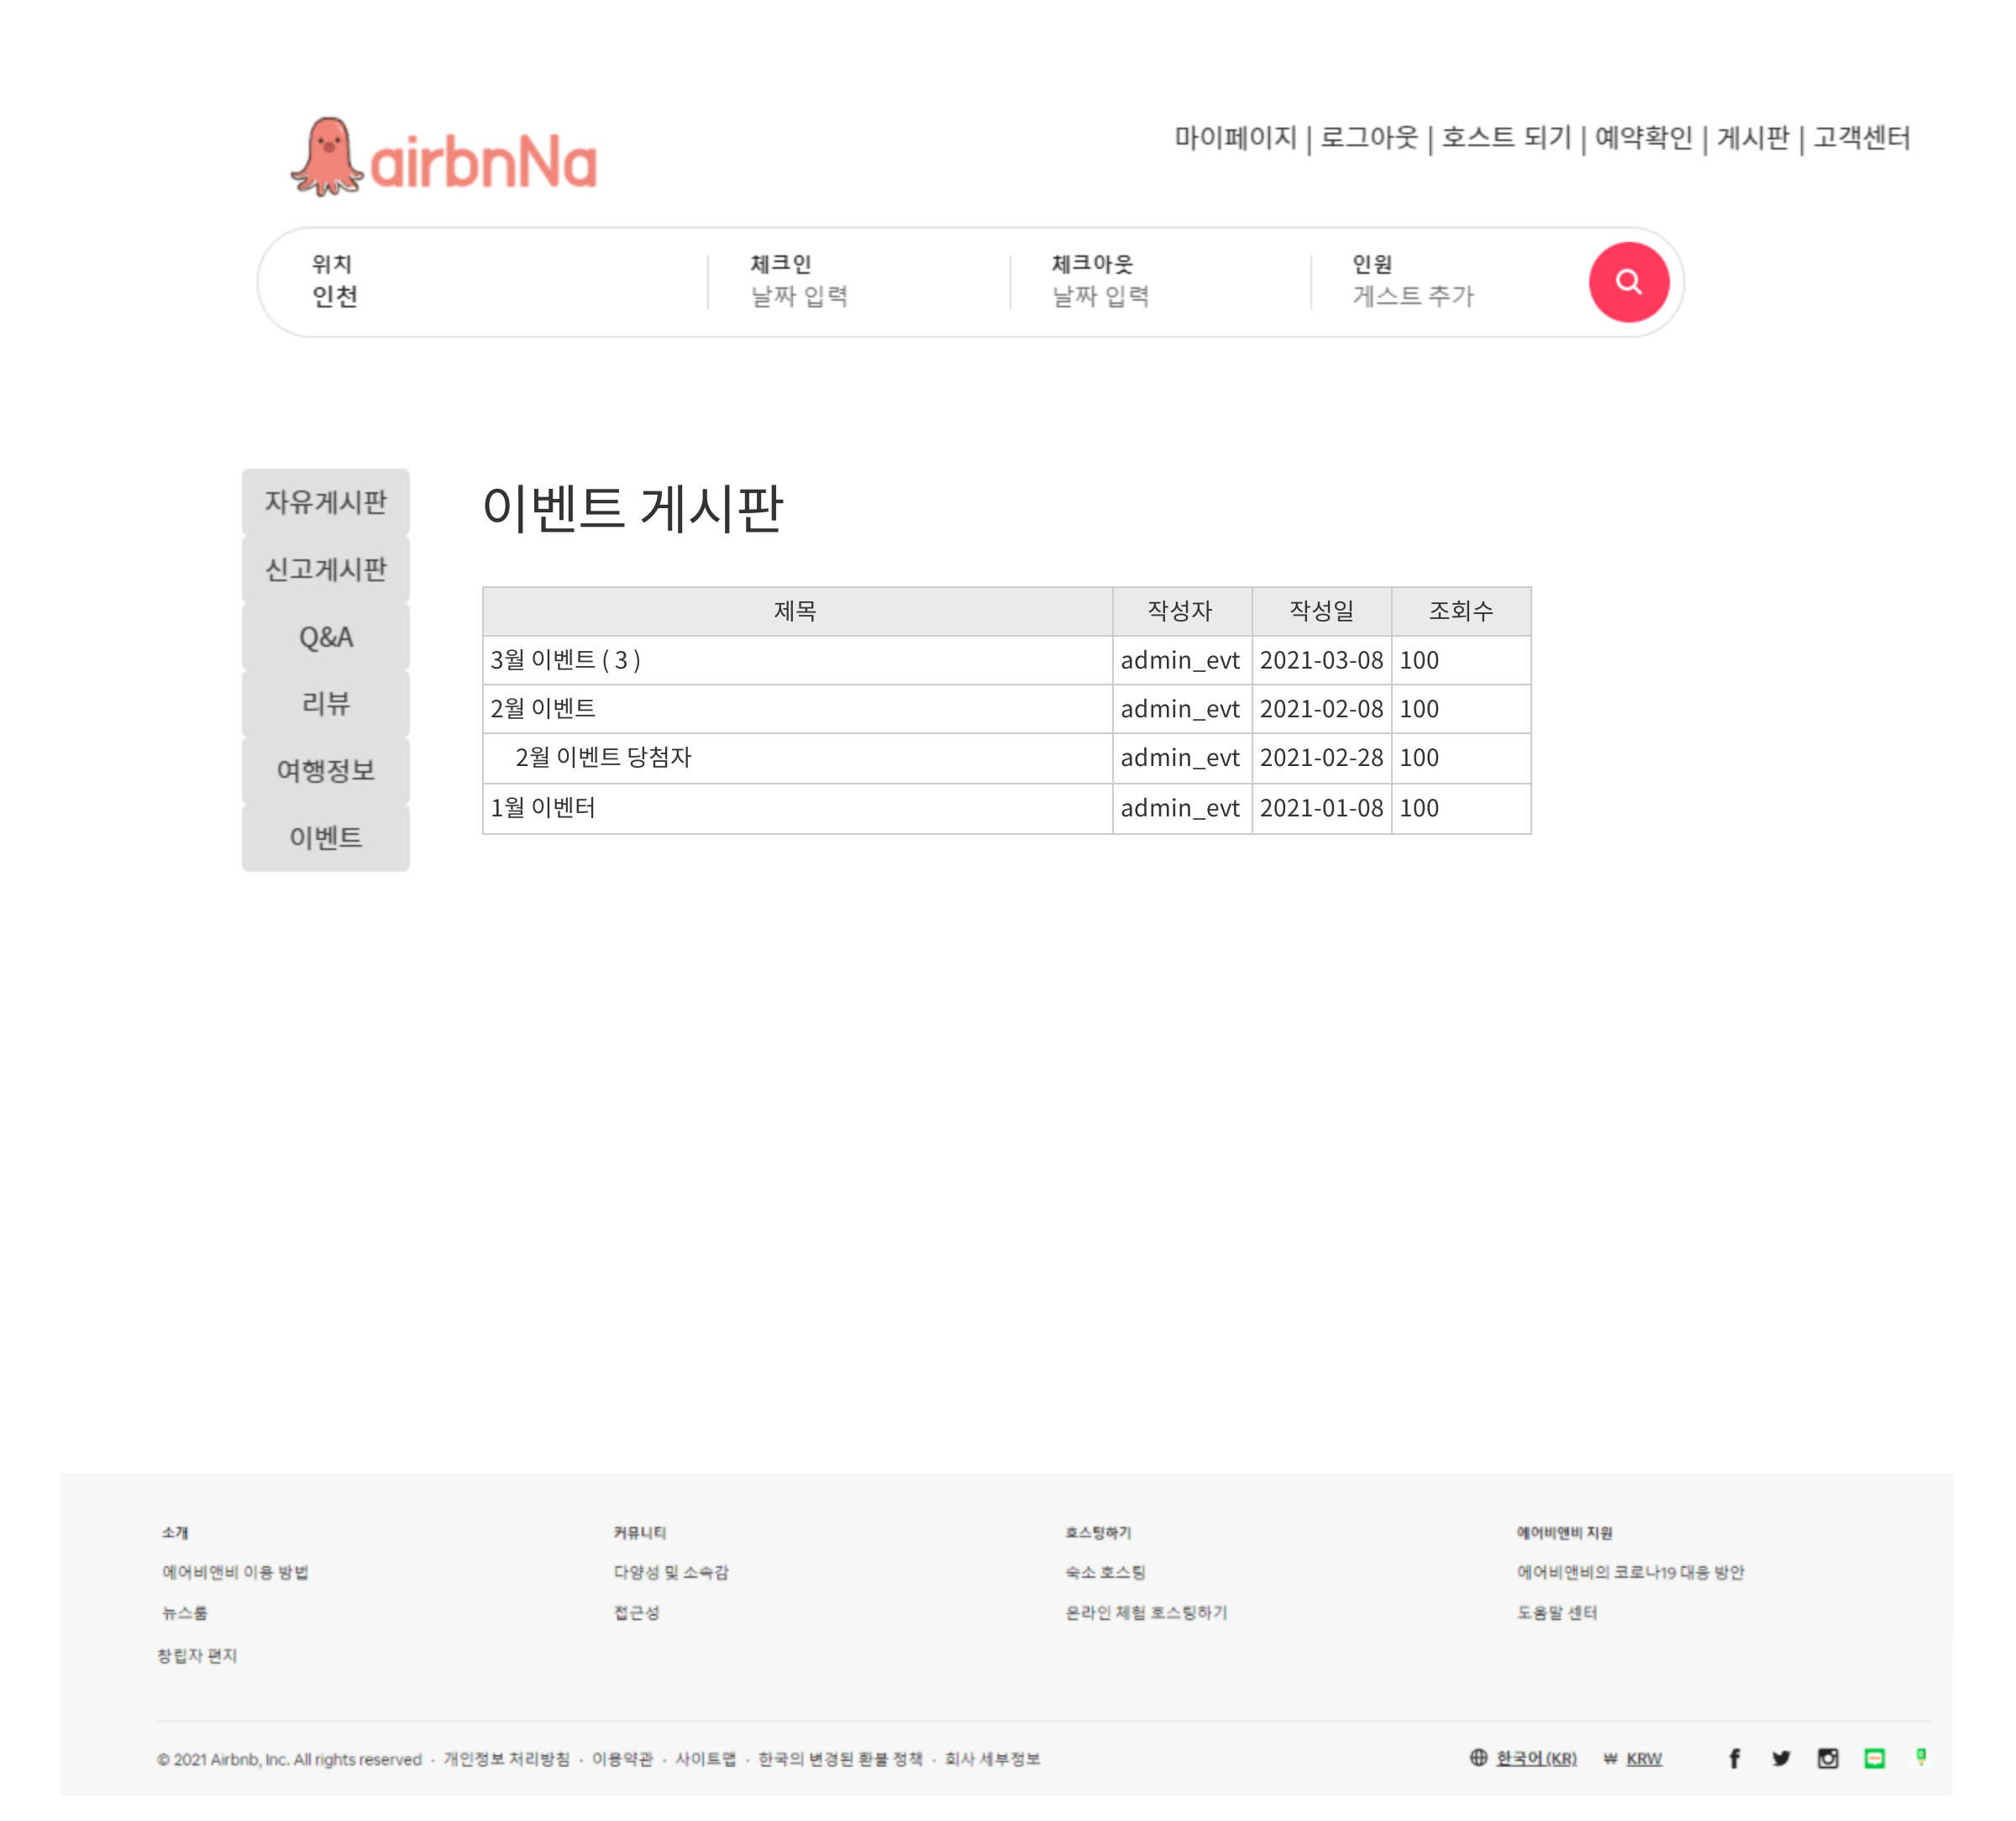 airbnNa
마이페이지 | 로그아웃 | 호스트 되기 | 예약확인 | 게시판 | 고객센터
위치 체크인 체크아웃 인원
인천 날짜 입력 날짜 입력 게스트 추가
자유게시판
신고게시판
Q&A
리뷰
여행정보
이벤트
이벤트 게시판
제목 작성자 작성일 조회수
3월 이벤트 ( 3 ) admin_evt 2021-03-08 100
2월 이벤트 admin_evt 2021-02-08 100
2월 이벤트 당첨자 admin_evt 2021-02-28 100
1월 이벤터 admin_evt 2021-01-08 100
소개 커뮤니티 호스팅하기 에어비앤비 지원
에어비앤비 이용 방법 다양성 및 소속감 숙소 호스팅 에어비앤비의 코로나19 대응 방안
뉴스룸 접근성 온라인 체험 호스팅하기 도움말 센터
창립자 편지
© 2021 Airbnb, Inc. All rights reserved · 개인정보 처리방침 · 이용약관 · 사이트맵 · 한국의 변경된 환불 정책 · 회사 세부정보 한국어 (KR) ₩ KRW